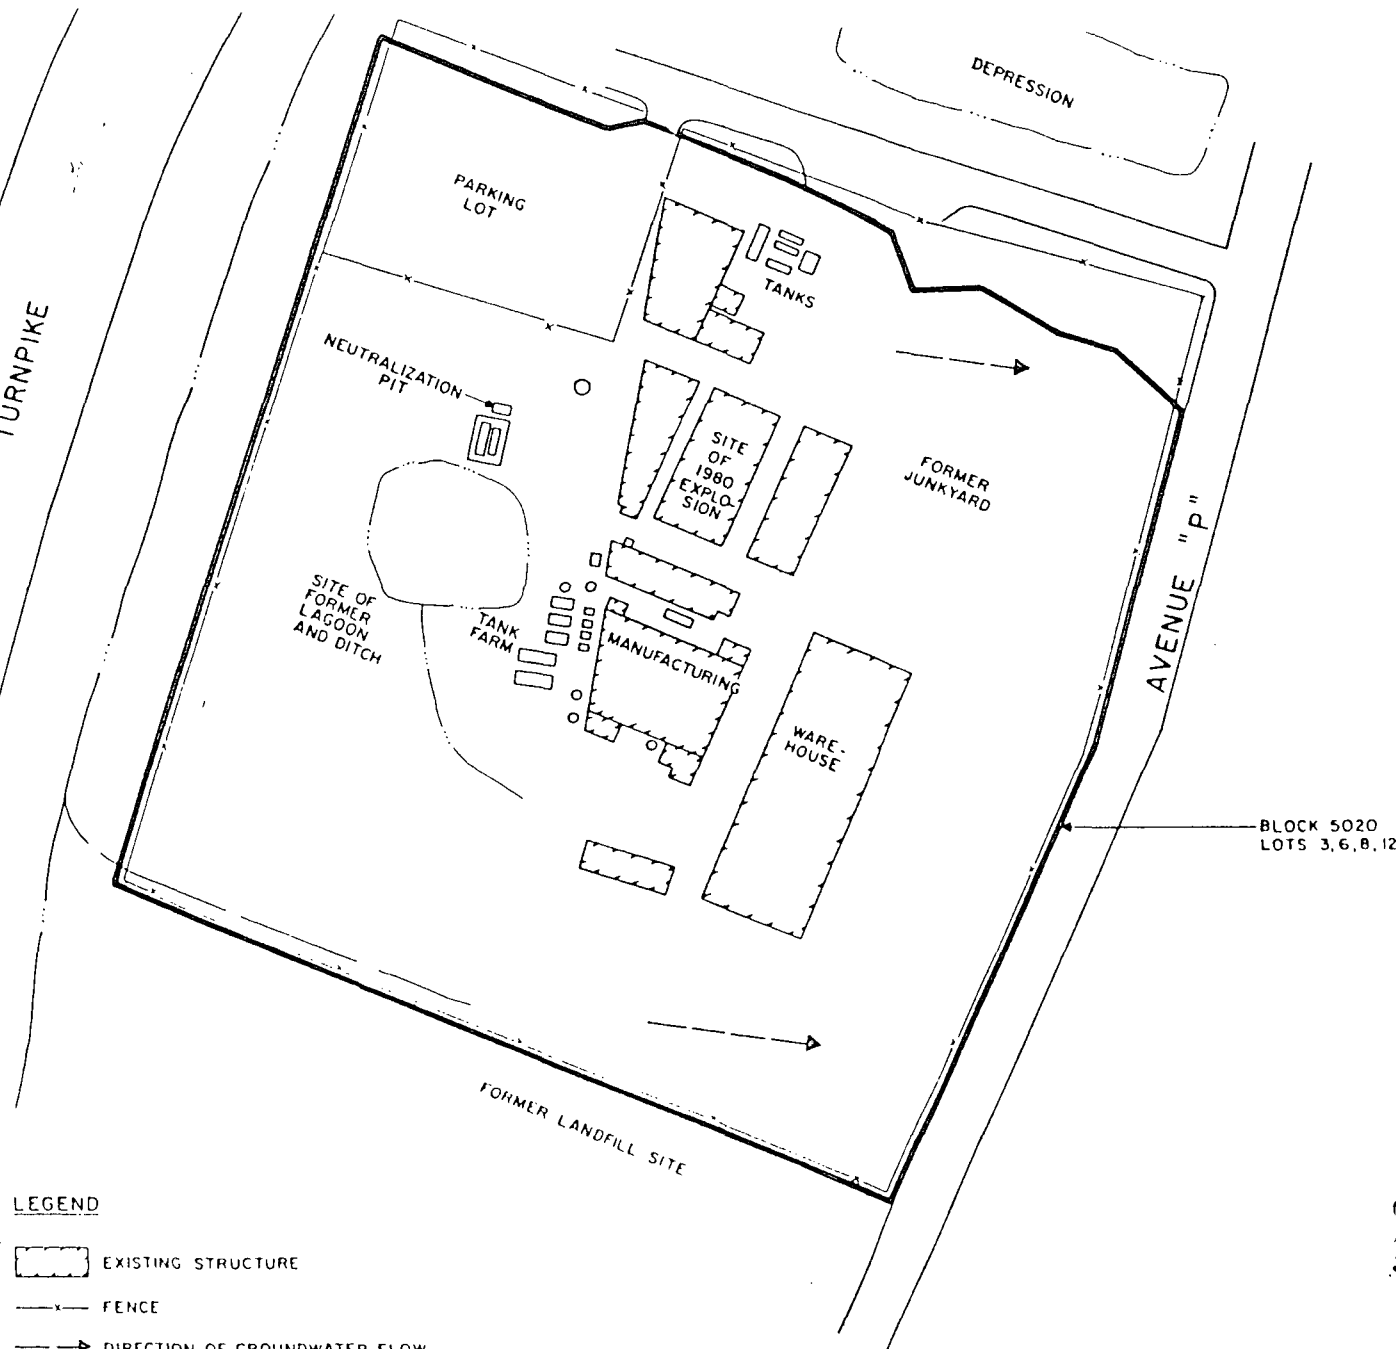 DEPRESSION
PARKING
LOT
TANKS
TURNPIKE
NEUTRALIZATION
PIT
SITE
OF
1980
EXPLO-
SION
FORMER
JUNKYARD
AVENUE "P"
SITE OF
FORMER
LAGOON
AND DITCH
TANK
FARM
MANUFACTURING
WARE-
HOUSE
BLOCK 5020
LOTS 3,6,8,12
FORMER LANDFILL SITE
LEGEND
EXISTING STRUCTURE
FENCE
DIRECTION OF GROUNDWATER FLOW